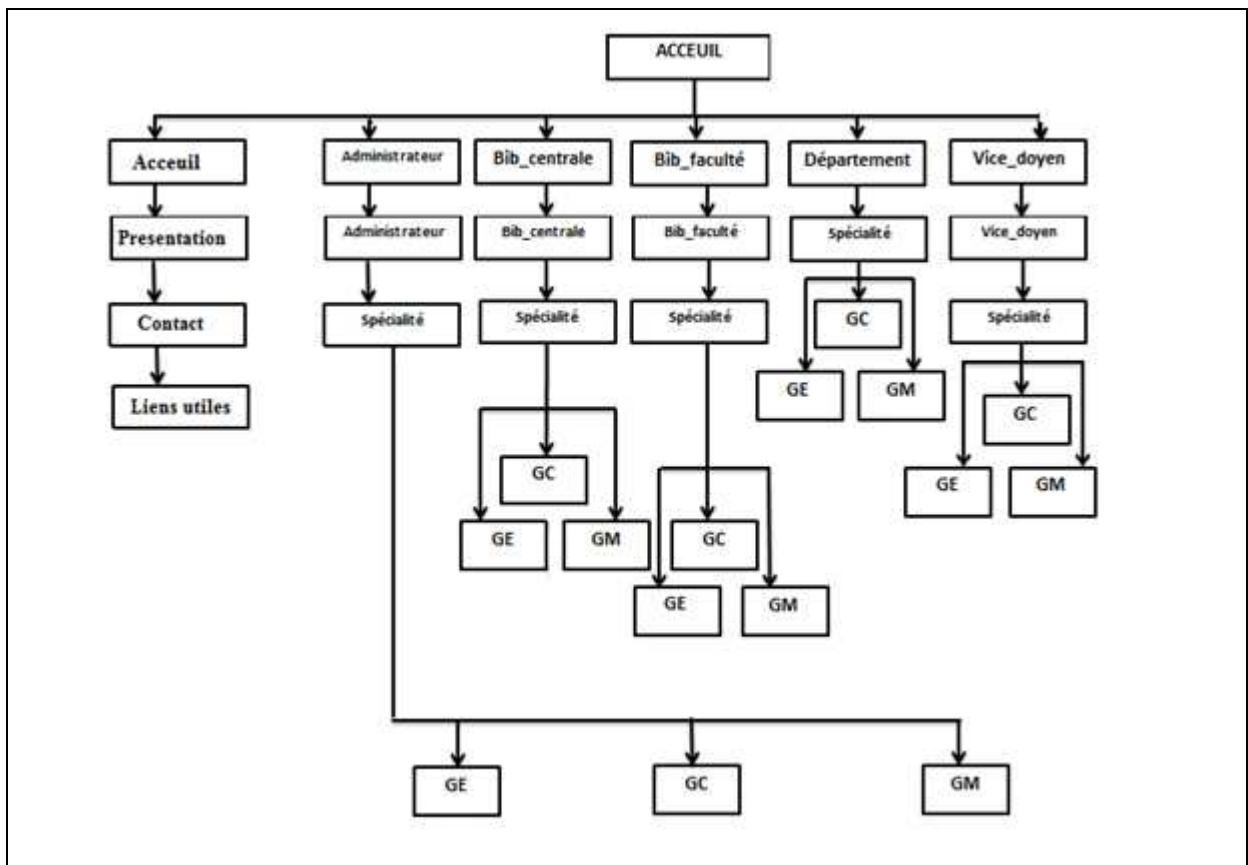 ACCEUIL
Acceuil
Administrateur
Bib_centrale
Bib_faculté
Département
Vice_doyen
Presentation
Administrateur
Bib_centrale
Bib_faculté
Spécialité
Vice_doyen
Contact
Spécialité
Spécialité
Spécialité
GC
Spécialité
Liens utiles
GE
GM
GC
GC
GE
GM
GE
GM
GC
GE
GM
GE
GC
GM